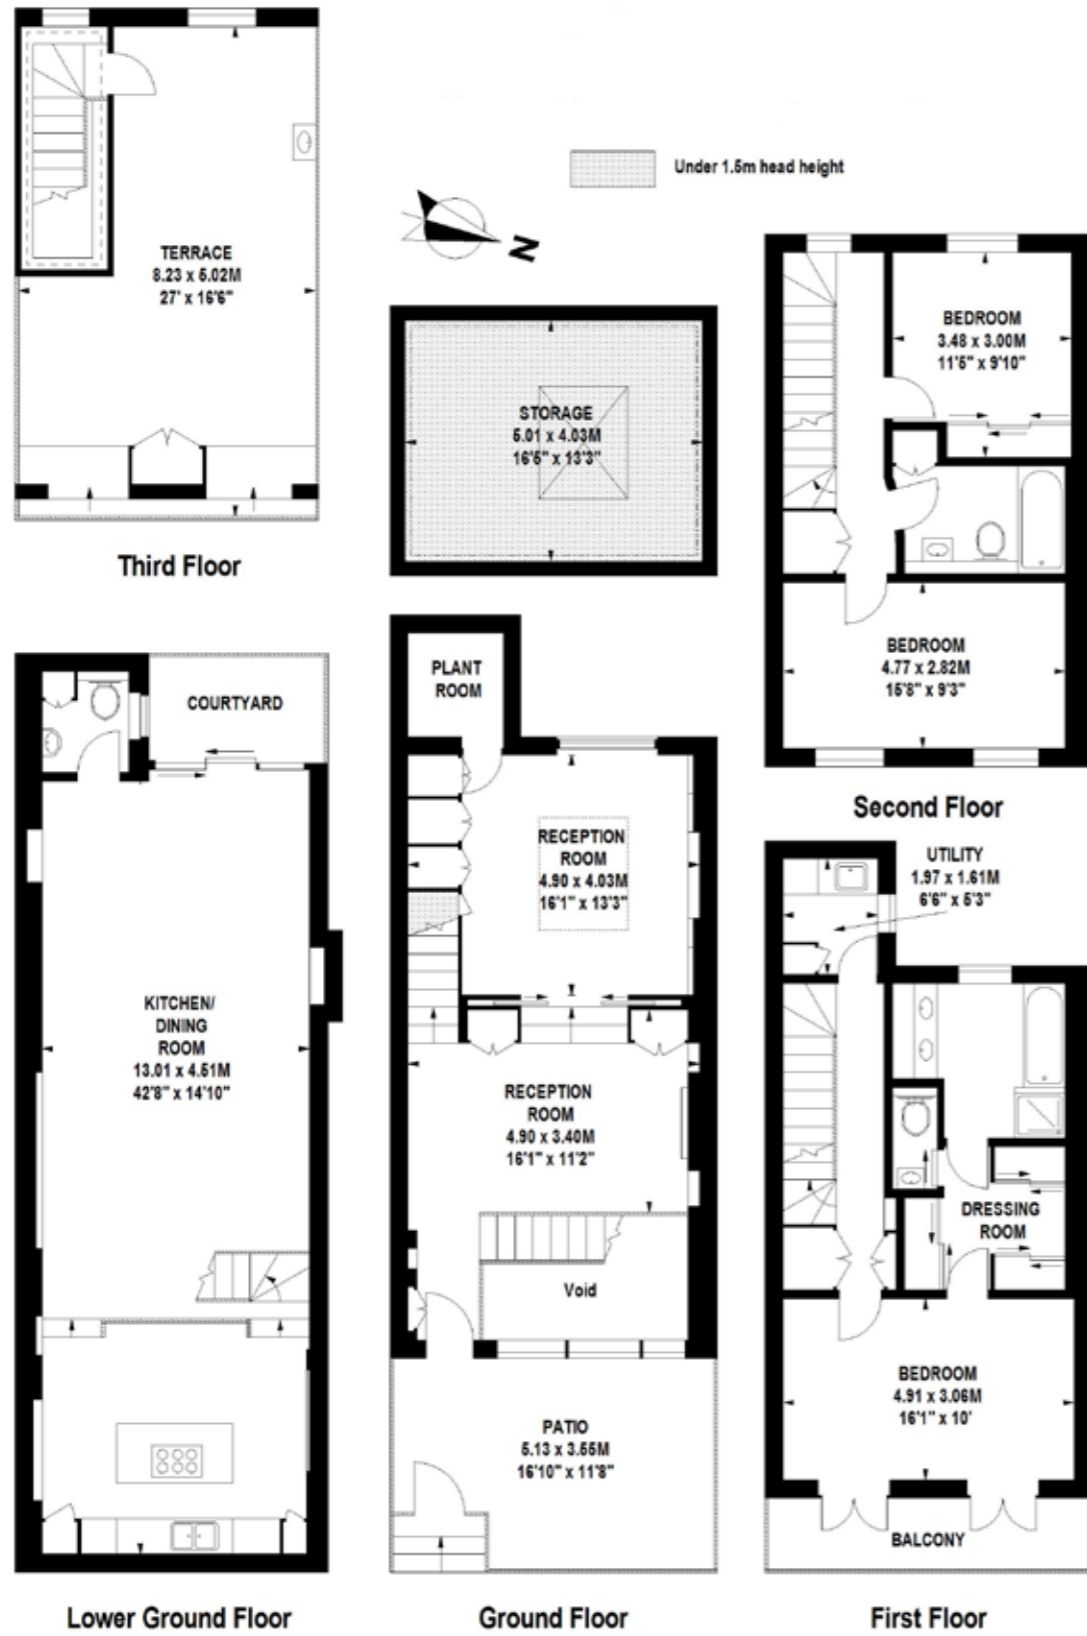 Under 1.5m head height
N
TERRACE
8.23 x 5.02M
27' x 16'6"
Third Floor
STORAGE
5.01 x 4.03M
16'5" x 13'3"
BEDROOM
3.48 x 3.00M
11'5" x 9'10"
BEDROOM
4.77 x 2.82M
15'8" x 9'3"
Second Floor
COURTYARD
KITCHEN/
DINING
ROOM
13.01 x 4.51M
42'8" x 14'10"
Lower Ground Floor
PLANT
ROOM
RECEPTION
ROOM
4.90 x 4.03M
16'1" x 13'3"
RECEPTION
ROOM
4.90 x 3.40M
16'1" x 11'2"
Void
PATIO
5.13 x 3.55M
16'10" x 11'8"
Ground Floor
UTILITY
1.97 x 1.61M
6'6" x 5'3"
DRESSING
ROOM
BEDROOM
4.91 x 3.06M
16'1" x 10'
BALCONY
First Floor